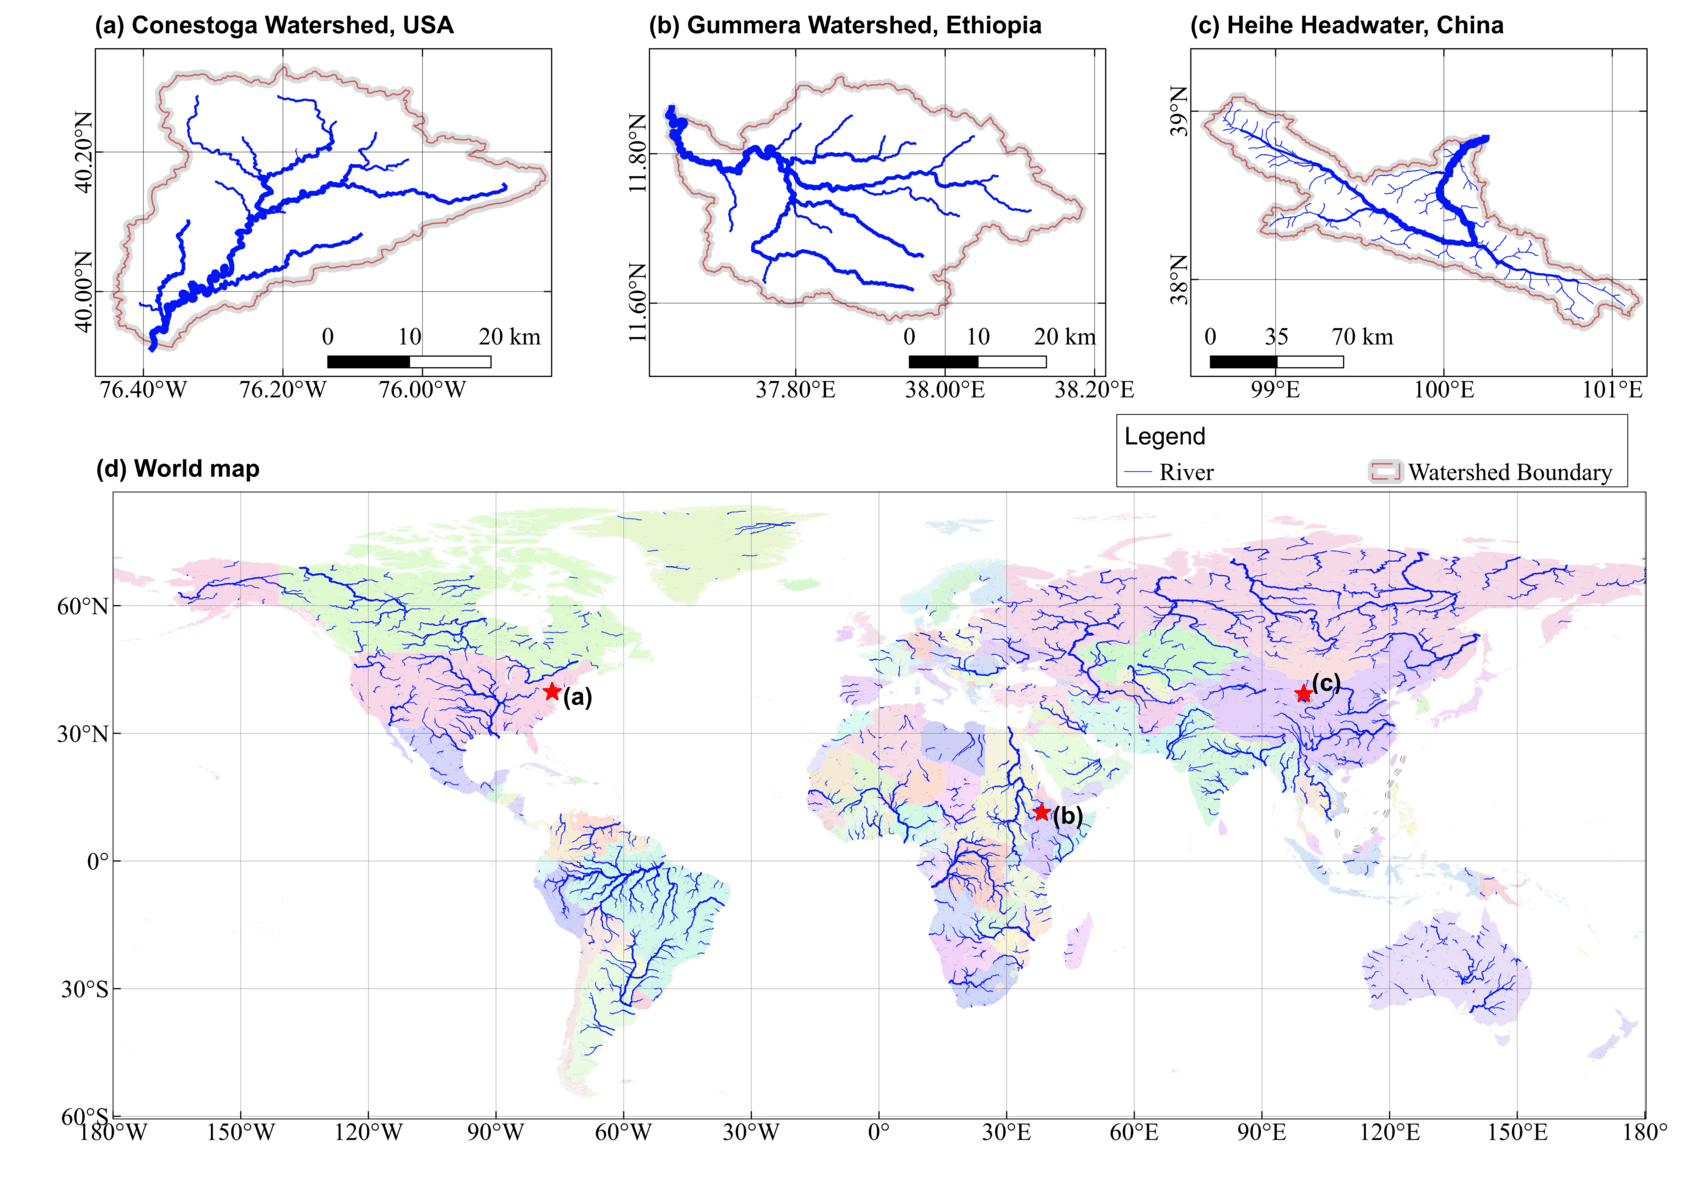 (a) Conestoga Watershed, USA
40.20°N
40.00°N
0 10 20 km
76.40°W 76.20°W 76.00°W
(b) Gummera Watershed, Ethiopia
11.80°N
11.60°N
0 10 20 km
37.80°E 38.00°E 38.20°E
(c) Heihe Headwater, China
39°N
38°N
0 35 70 km
99°E 100°E 101°E
Legend
River Watershed Boundary
(d) World map
60°N
30°N
0°
30°S
60°S
(a)
(b)
(c)
180°W 150°W 120°W 90°W 60°W 30°W 0° 30°E 60°E 90°E 120°E 150°E 180°